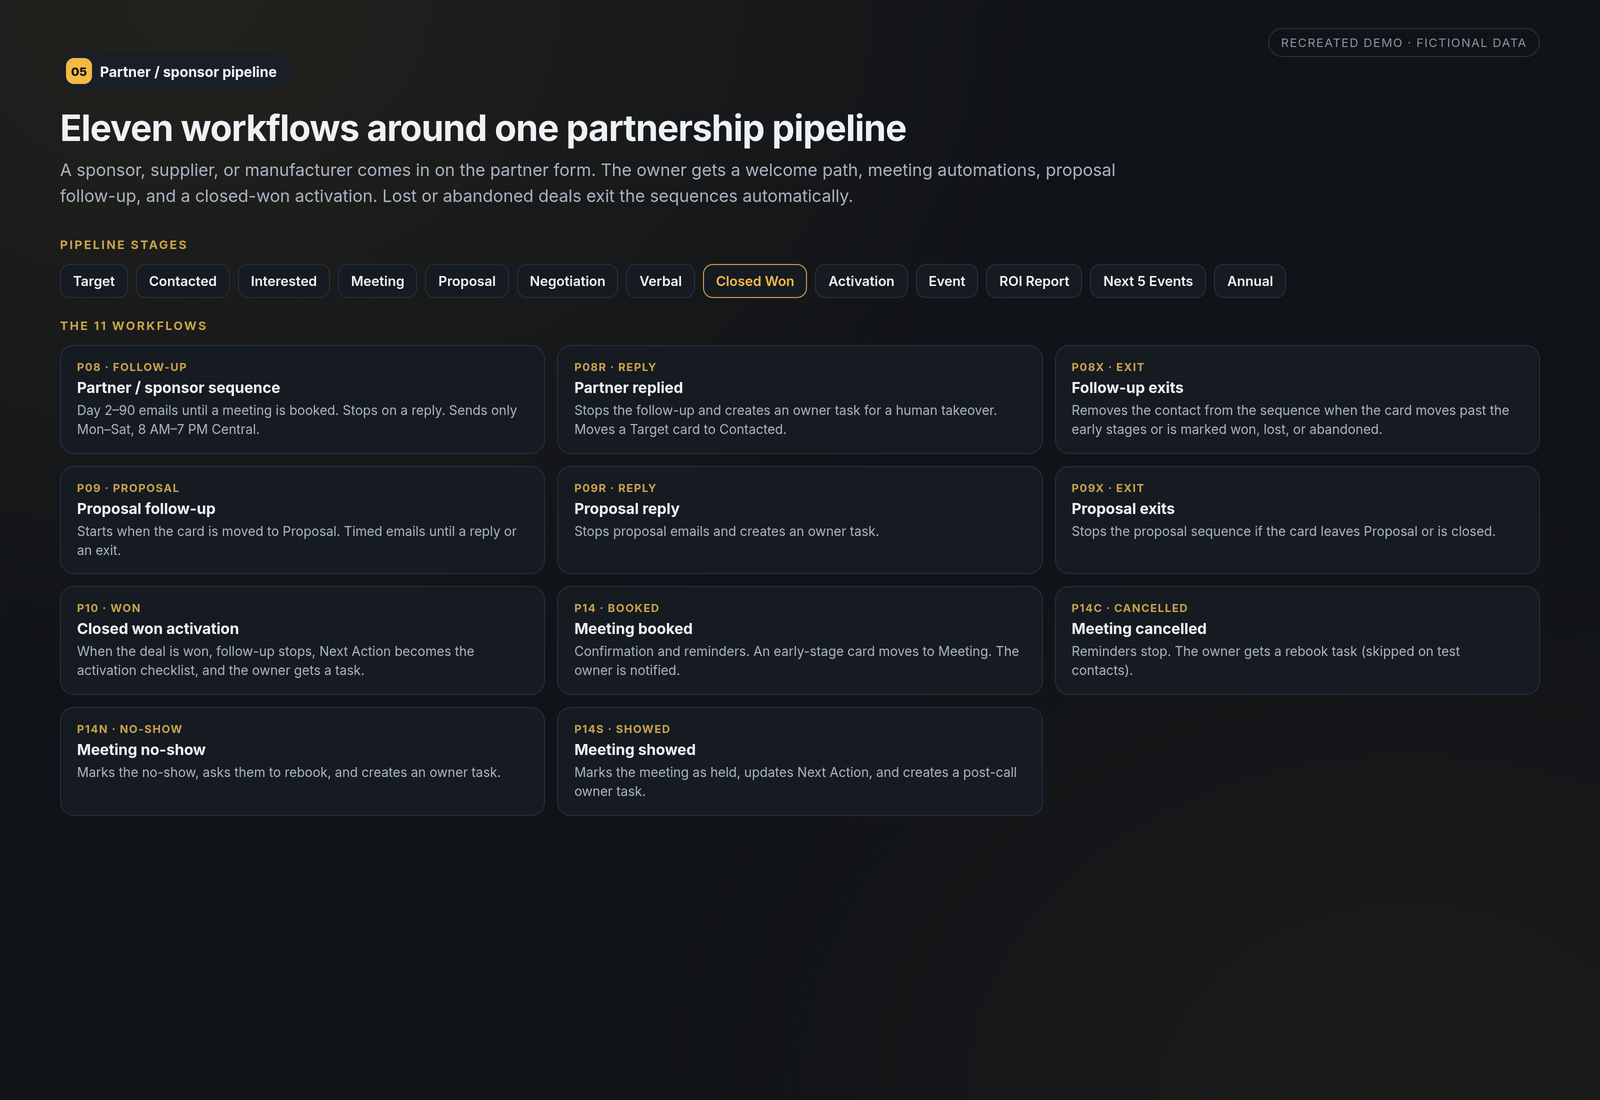 RECREATED DEMO · FICTIONAL DATA
05 Partner / sponsor pipeline
Eleven workflows around one partnership pipeline
A sponsor, supplier, or manufacturer comes in on the partner form. The owner gets a welcome path, meeting automations, proposal
follow-up, and a closed-won activation. Lost or abandoned deals exit the sequences automatically.
PIPELINE STAGES
Target Contacted Interested Meeting Proposal Negotiation Verbal Closed Won Activation Event ROI Report Next 5 Events Annual
THE 11 WORKFLOWS
P08 · FOLLOW-UP
Partner / sponsor sequence
Day 2–90 emails until a meeting is booked. Stops on a reply. Sends only
Mon–Sat, 8 AM–7 PM Central.
P08R · REPLY
Partner replied
Stops the follow-up and creates an owner task for a human takeover.
Moves a Target card to Contacted.
P08X · EXIT
Follow-up exits
Removes the contact from the sequence when the card moves past the
early stages or is marked won, lost, or abandoned.
P09 · PROPOSAL
Proposal follow-up
Starts when the card is moved to Proposal. Timed emails until a reply or
an exit.
P09R · REPLY
Proposal reply
Stops proposal emails and creates an owner task.
P09X · EXIT
Proposal exits
Stops the proposal sequence if the card leaves Proposal or is closed.
P10 · WON
Closed won activation
When the deal is won, follow-up stops, Next Action becomes the
activation checklist, and the owner gets a task.
P14 · BOOKED
Meeting booked
Confirmation and reminders. An early-stage card moves to Meeting. The
owner is notified.
P14C · CANCELLED
Meeting cancelled
Reminders stop. The owner gets a rebook task (skipped on test
contacts).
P14N · NO-SHOW
Meeting no-show
Marks the no-show, asks them to rebook, and creates an owner task.
P14S · SHOWED
Meeting showed
Marks the meeting as held, updates Next Action, and creates a post-call
owner task.